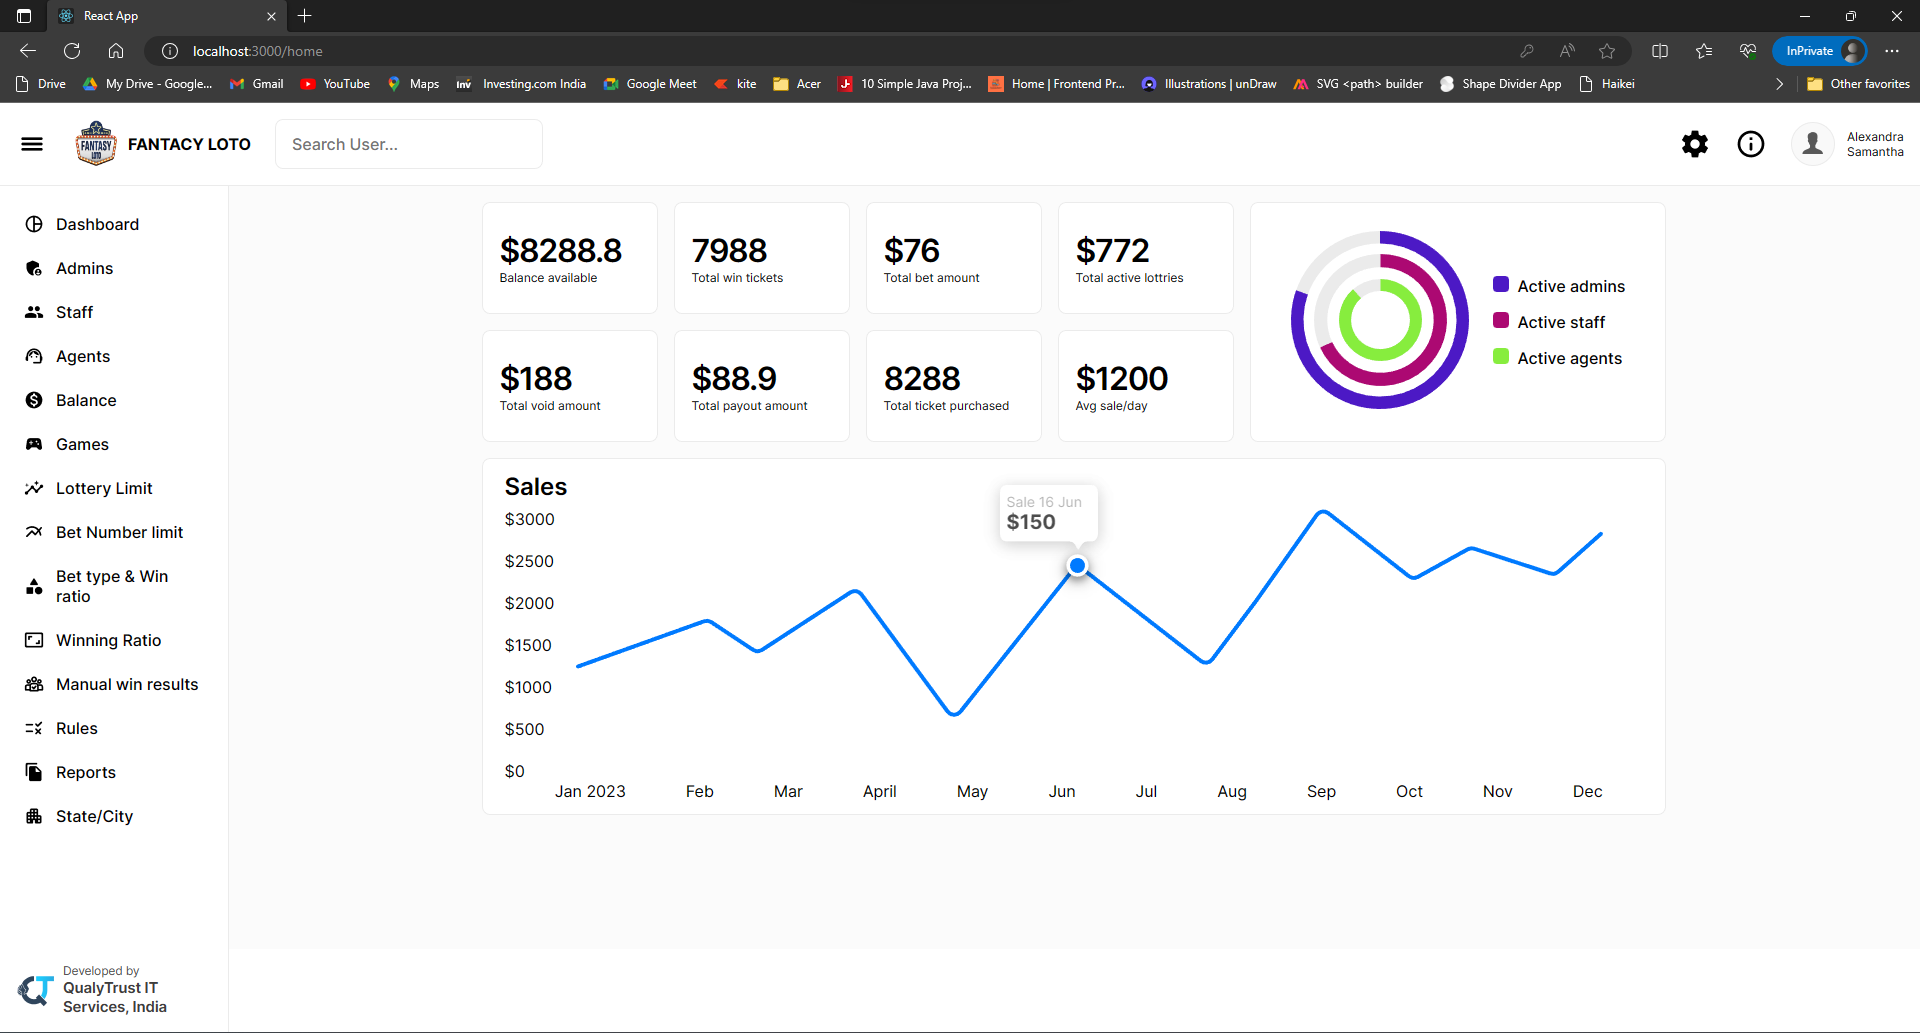 React App
localhost:3000/home
InPrivate
Drive
My Drive - Google...
Gmail
YouTube
Maps
Inv
Investing.com India
Google Meet
kite
Acer
10 Simple Java Proj...
Home | Frontend Pr...
Illustrations | unDraw
SVG <path> builder
Shape Divider App
Haikei
Other favorites
FANTASY
LOTO
FANTACY LOTO
Search User...
Alexandra
Samantha
Dashboard
Admins
Staff
Agents
Balance
Games
Lottery Limit
Bet Number limit
Bet type & Win
ratio
Winning Ratio
Manual win results
Rules
Reports
State/City
Developed by
QualyTrust IT
Services, India
$8288.8
Balance available
7988
Total win tickets
$76
Total bet amount
$772
Total active lottries
$188
Total void amount
$88.9
Total payout amount
8288
Total ticket purchased
$1200
Avg sale/day
Active admins
Active staff
Active agents
Sales
Sale 16 Jun
$150
$3000
$2500
$2000
$1500
$1000
$500
$0
Jan 2023 Feb Mar April May Jun Jul Aug Sep Oct Nov Dec